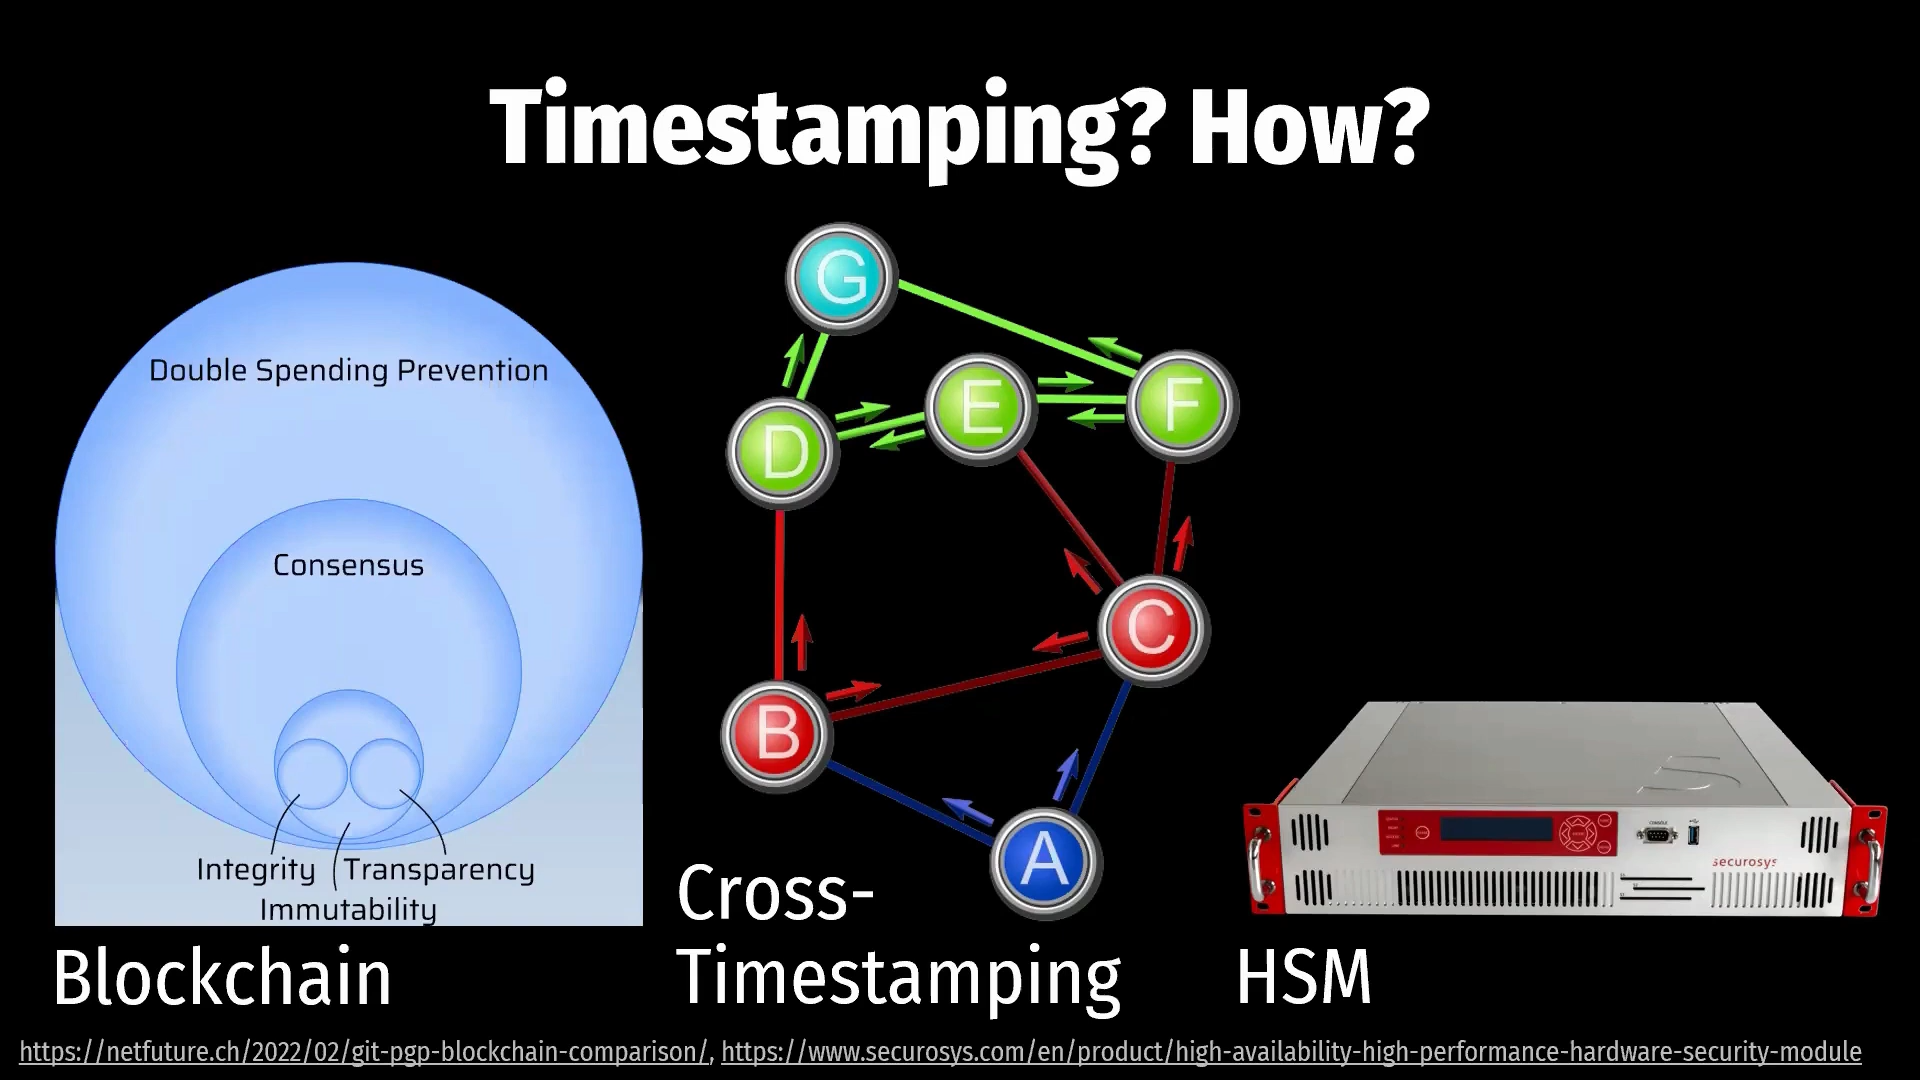 Timestamping? How?
Double Spending Prevention
Consensus
Integrity
Transparency
Immutability
Blockchain
G
E
F
D
C
B
A
Cross-
Timestamping
CONSOLE
securosys
HSM
https://netfuture.ch/2022/02/git-pgp-blockchain-comparison/, https://www.securosys.com/en/product/high-availability-high-performance-hardware-security-module